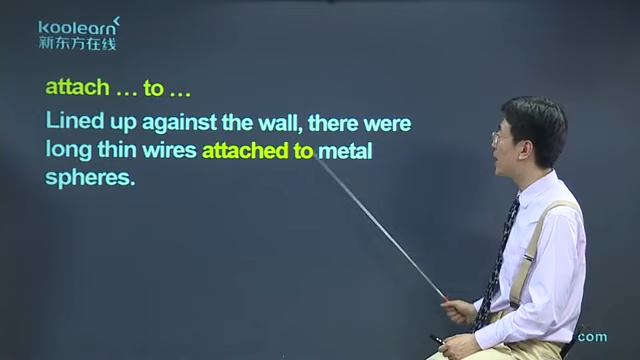 koolearn
新东方在线
attach … to …
Lined up against the wall, there were
long thin wires attached to metal
spheres.
com